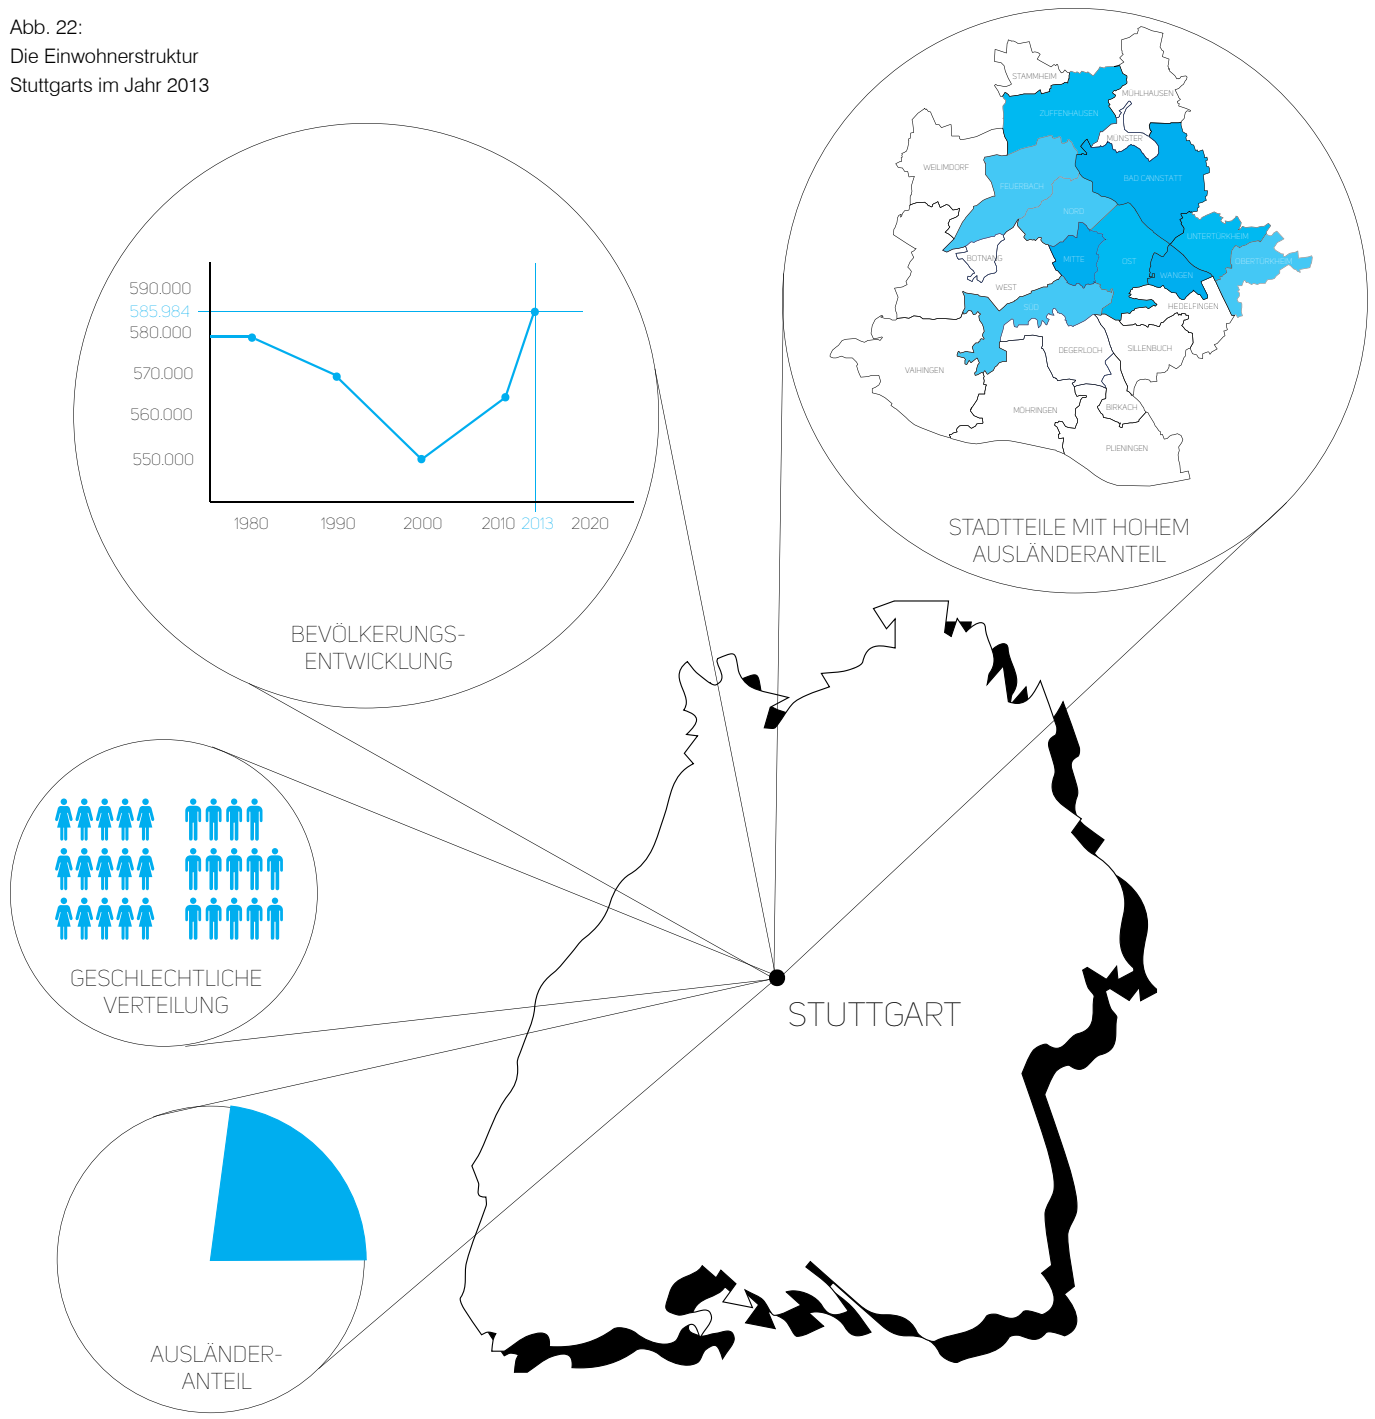 Abb. 22:
Die Einwohnerstruktur
Stuttgarts im Jahr 2013
590.000
585.984
580.000
570.000
560.000
550.000
1980 1990 2000 2010 2013 2020
BEVÖLKERUNGS-
ENTWICKLUNG
STAMMHEIM
MÜHLHAUSEN
ZUFFENHAUSEN
MÜNSTER
WEILIMDORF
BAD CANNSTATT
FEUERBACH
NORD
UNTERTÜRKHEIM
BOTNANG
MITTE
OST
OBERTÜRKHEIM
WANGEN
WEST
SÜD
HEDELFINGEN
DEGERLOCH
SILLENBUCH
VAIHINGEN
MÖHRINGEN
BIRKACH
PLIENINGEN
STADTTEILE MIT HOHEM
AUSLÄNDERANTEIL
GESCHLECHTLICHE
VERTEILUNG
STUTTGART
AUSLÄNDER-
ANTEIL